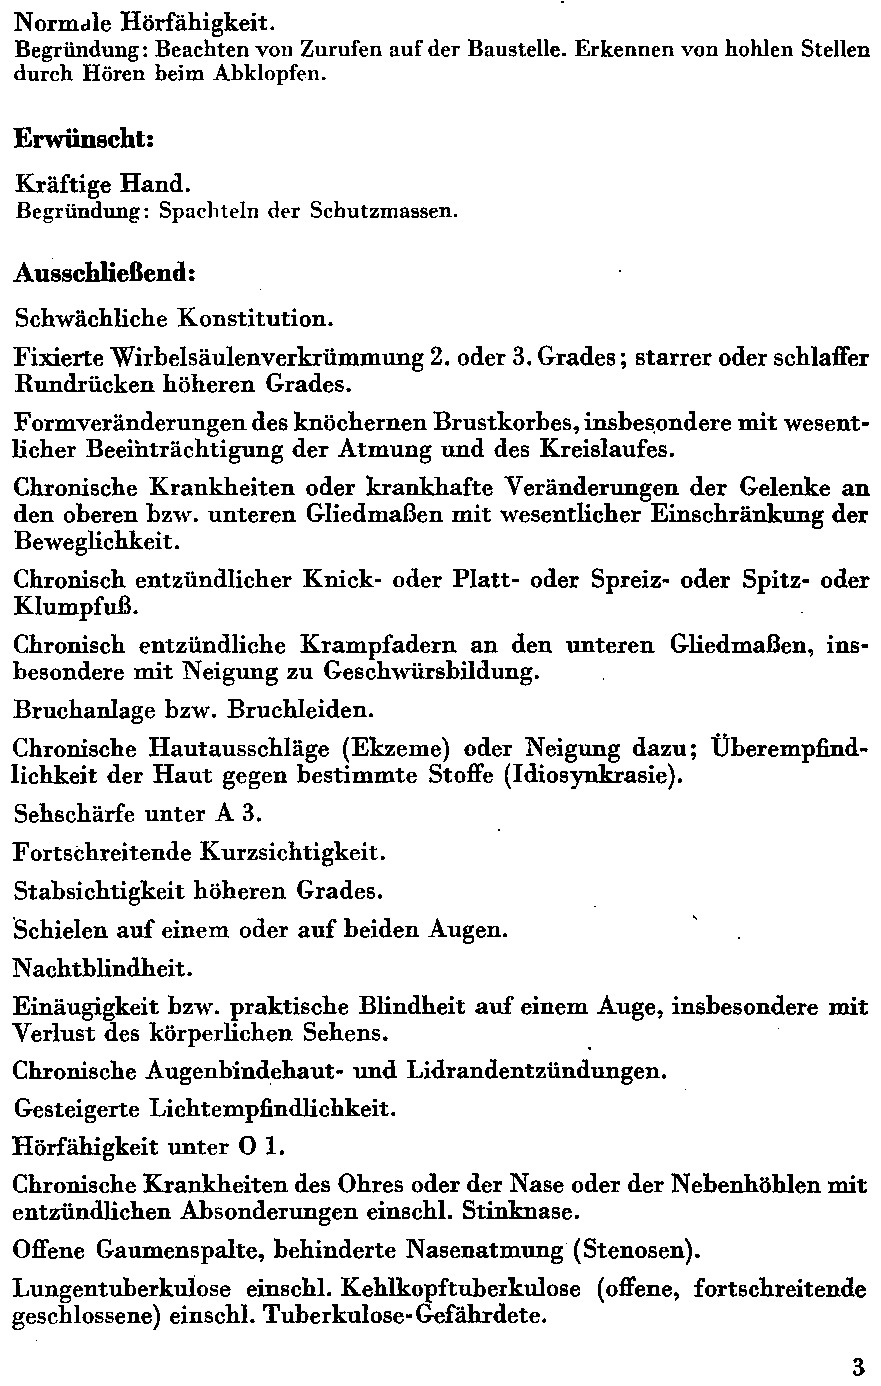 Normale Hörfähigkeit.
Begründung: Beachten von Zurufen auf der Baustelle. Erkennen von hohlen Stellen
durch Hören beim Abklopfen.
Erwünscht:
Kräftige Hand.
Begründung: Spachteln der Schutzmassen.
Ausschließend:
Schwächliche Konstitution.
Fixierte Wirbelsäulenverkrümmung 2. oder 3. Grades; starrer oder schlaffer
Rundrücken höheren Grades.
Formveränderungen des knöchernen Brustkorbes, insbesondere mit wesent-
licher Beeinträchtigung der Atmung und des Kreislaufes.
Chronische Krankheiten oder krankhafte Veränderungen der Gelenke an
den oberen bzw. unteren Gliedmaßen mit wesentlicher Einschränkung der
Beweglichkeit.
Chronisch entzündlicher Knick- oder Platt- oder Spreiz- oder Spitz- oder
Klumpfuß.
Chronisch entzündliche Krampfadern an den unteren Gliedmaßen, ins-
besondere mit Neigung zu Geschwürsbildung.
Bruchanlage bzw. Bruchleiden.
Chronische Hautausschläge (Ekzeme) oder Neigung dazu; Überempfind-
lichkeit der Haut gegen bestimmte Stoffe (Idiosynkrasie).
Sehschärfe unter A 3.
Fortschreitende Kurzsichtigkeit.
Stabsichtigkeit höheren Grades.
Schielen auf einem oder auf beiden Augen.
Nachtblindheit.
Einäugigkeit bzw. praktische Blindheit auf einem Auge, insbesondere mit
Verlust des körperlichen Sehens.
Chronische Augenbindehaut- und Lidrandentzündungen.
Gesteigerte Lichtempfindlichkeit.
Hörfähigkeit unter O 1.
Chronische Krankheiten des Ohres oder der Nase oder der Nebenhöhlen mit
entzündlichen Absonderungen einschl. Stinknase.
Offene Gaumenspalte, behinderte Nasenatmung (Stenosen).
Lungentuberkulose einschl. Kehlkopftuberkulose (offene, fortschreitende
geschlossene) einschl. Tuberkulose-Gefährdete.
3